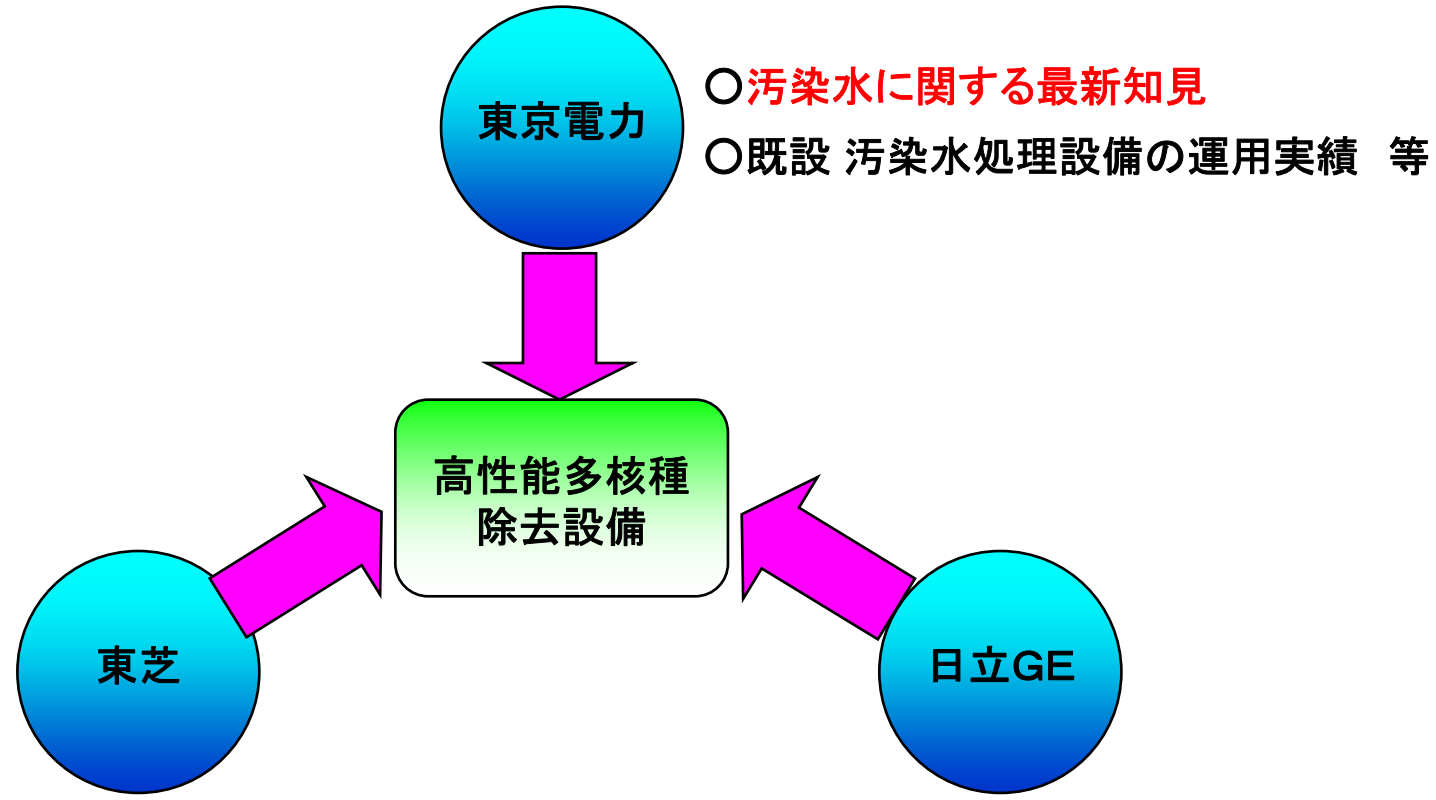 東京電力
○汚染水に関する最新知見
○既設 汚染水処理設備の運用実績　等
高性能多核種
除去設備
東芝
日立GE